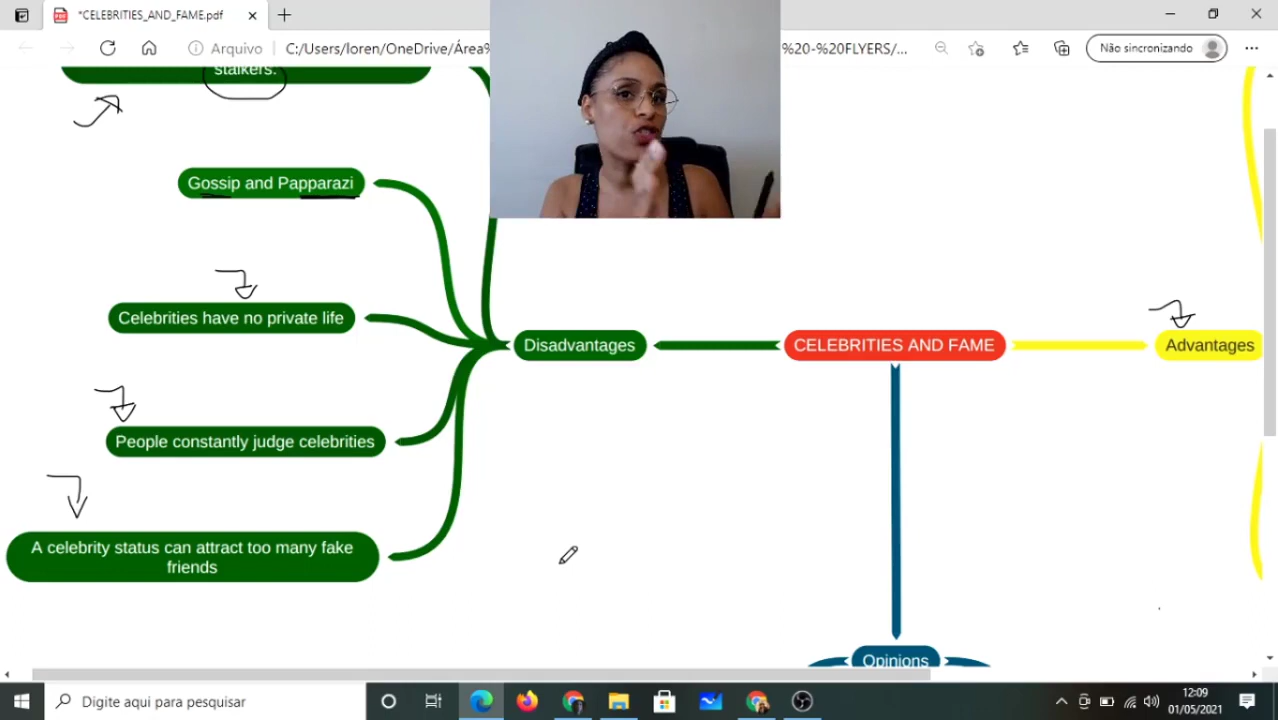 *CELEBRITIES_AND_FAME.pdf
Arquivo
C:/Users/loren/OneDrive/Área%
%20-%20FLYERS/...
Não sincronizando
stalkers.
Gossip and Papparazi
Celebrities have no private life
Disadvantages
CELEBRITIES AND FAME
Advantages
People constantly judge celebrities
A celebrity status can attract too many fake
friends
Opinions
Digite aqui para pesquisar
12:09
01/05/2021